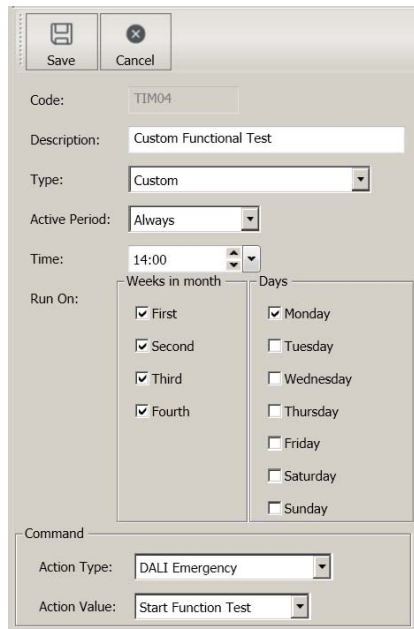 Save Cancel
Code: TIM04
Description: Custom Functional Test
Type: Custom
Active Period: Always
Time: 14:00
Run On:
Weeks in month
First
Second
Third
Fourth
Days
Monday
Tuesday
Wednesday
Thursday
Friday
Saturday
Sunday
Command
Action Type: DALI Emergency
Action Value: Start Function Test